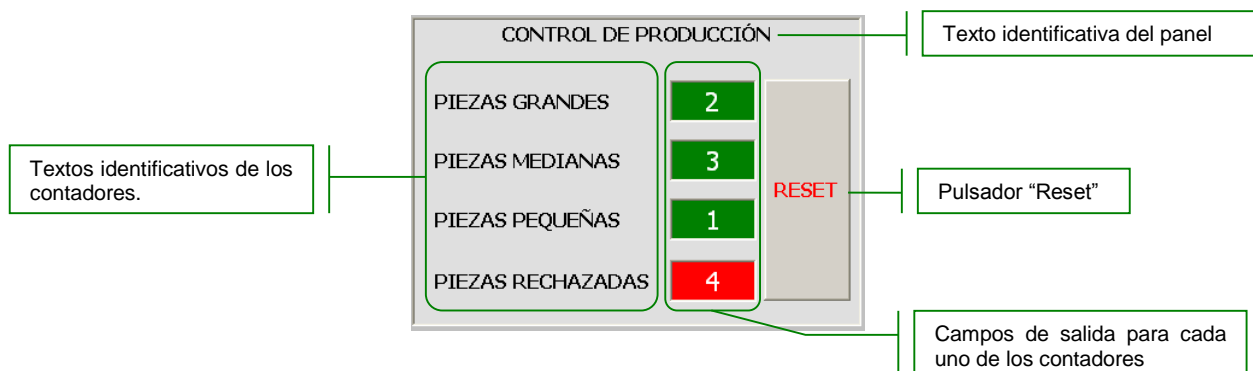 CONTROL DE PRODUCCIÓN
Texto identificativa del panel
PIEZAS GRANDES
2
Textos identificativos de los
contadores.
PIEZAS MEDIANAS
3
RESET
Pulsador “Reset”
PIEZAS PEQUEÑAS
1
PIEZAS RECHAZADAS
4
Campos de salida para cada
uno de los contadores